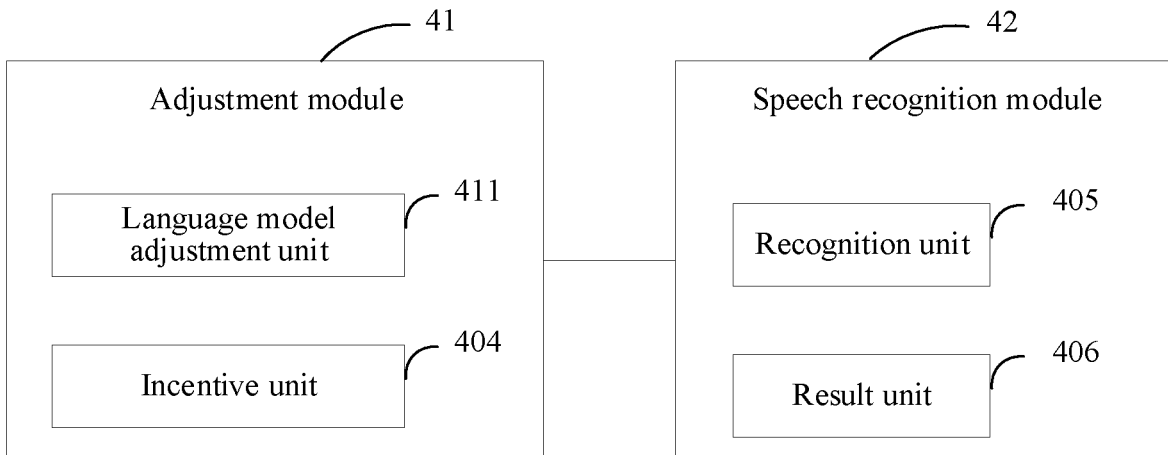 41
Adjustment module
Language model
adjustment unit
411
Incentive unit
404
42
Speech recognition module
Recognition unit
405
Result unit
406